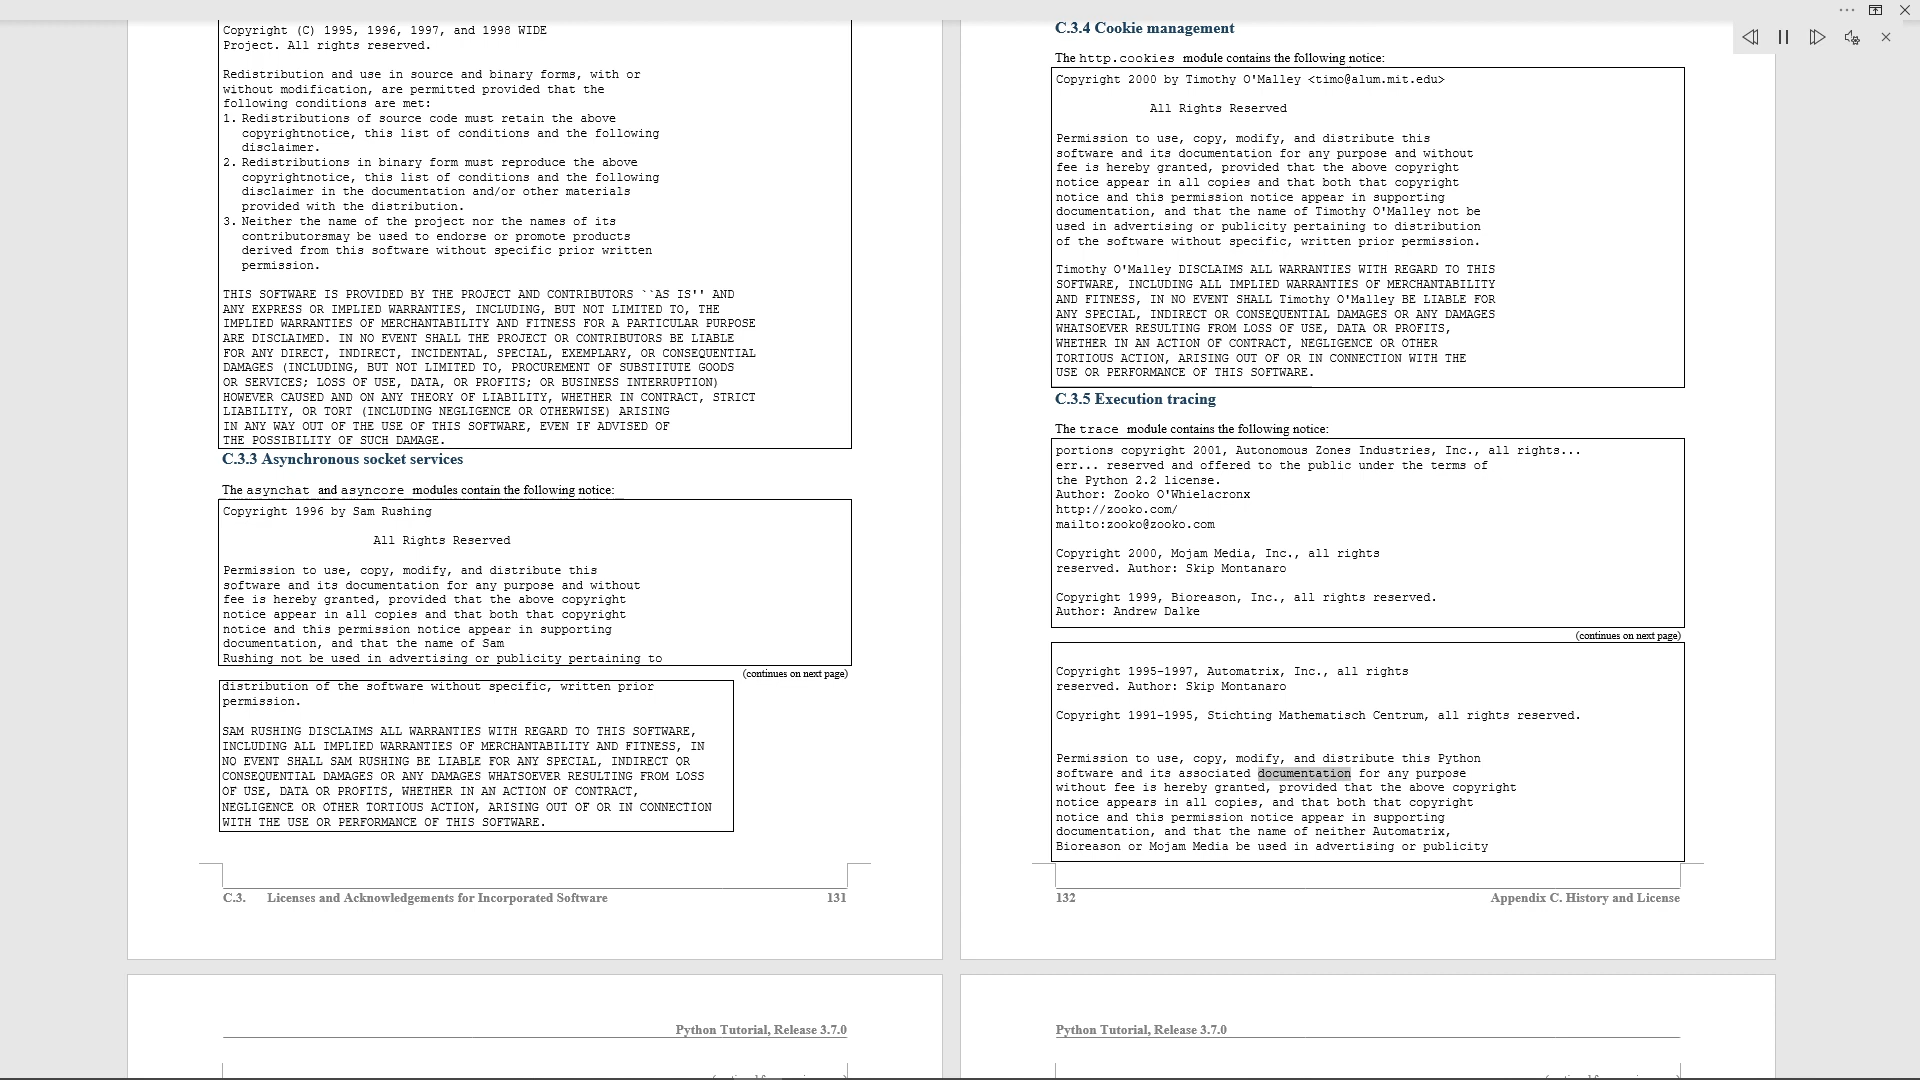 Copyright (C) 1995, 1996, 1997, and 1998 WIDE
Project. All rights reserved.
Redistribution and use in source and binary forms, with or
without modification, are permitted provided that the
following conditions are met:
1. Redistributions of source code must retain the above
copyrightnotice, this list of conditions and the following
disclaimer.
2. Redistributions in binary form must reproduce the above
copyrightnotice, this list of conditions and the following
disclaimer in the documentation and/or other materials
provided with the distribution.
3. Neither the name of the project nor the names of its
contributorsmay be used to endorse or promote products
derived from this software without specific prior written
permission.
THIS SOFTWARE IS PROVIDED BY THE PROJECT AND CONTRIBUTORS ``AS IS'' AND
ANY EXPRESS OR IMPLIED WARRANTIES, INCLUDING, BUT NOT LIMITED TO, THE
IMPLIED WARRANTIES OF MERCHANTABILITY AND FITNESS FOR A PARTICULAR PURPOSE
ARE DISCLAIMED. IN NO EVENT SHALL THE PROJECT OR CONTRIBUTORS BE LIABLE
FOR ANY DIRECT, INDIRECT, INCIDENTAL, SPECIAL, EXEMPLARY, OR CONSEQUENTIAL
DAMAGES (INCLUDING, BUT NOT LIMITED TO, PROCUREMENT OF SUBSTITUTE GOODS
OR SERVICES; LOSS OF USE, DATA, OR PROFITS; OR BUSINESS INTERRUPTION)
HOWEVER CAUSED AND ON ANY THEORY OF LIABILITY, WHETHER IN CONTRACT, STRICT
LIABILITY, OR TORT (INCLUDING NEGLIGENCE OR OTHERWISE) ARISING
IN ANY WAY OUT OF THE USE OF THIS SOFTWARE, EVEN IF ADVISED OF
THE POSSIBILITY OF SUCH DAMAGE.
C.3.3 Asynchronous socket services
The asynchat and asyncore modules contain the following notice:
Copyright 1996 by Sam Rushing
All Rights Reserved
Permission to use, copy, modify, and distribute this
software and its documentation for any purpose and without
fee is hereby granted, provided that the above copyright
notice appear in all copies and that both that copyright
notice and this permission notice appear in supporting
documentation, and that the name of Sam
Rushing not be used in advertising or publicity pertaining to
(continues on next page)
distribution of the software without specific, written prior
permission.
SAM RUSHING DISCLAIMS ALL WARRANTIES WITH REGARD TO THIS SOFTWARE,
INCLUDING ALL IMPLIED WARRANTIES OF MERCHANTABILITY AND FITNESS, IN
NO EVENT SHALL SAM RUSHING BE LIABLE FOR ANY SPECIAL, INDIRECT OR
CONSEQUENTIAL DAMAGES OR ANY DAMAGES WHATSOEVER RESULTING FROM LOSS
OF USE, DATA OR PROFITS, WHETHER IN AN ACTION OF CONTRACT,
NEGLIGENCE OR OTHER TORTIOUS ACTION, ARISING OUT OF OR IN CONNECTION
WITH THE USE OR PERFORMANCE OF THIS SOFTWARE.
C.3. Licenses and Acknowledgements for Incorporated Software 131
C.3.4 Cookie management
The http.cookies module contains the following notice:
Copyright 2000 by Timothy O'Malley <timo@alum.mit.edu>
All Rights Reserved
Permission to use, copy, modify, and distribute this
software and its documentation for any purpose and without
fee is hereby granted, provided that the above copyright
notice appear in all copies and that both that copyright
notice and this permission notice appear in supporting
documentation, and that the name of Timothy O'Malley not be
used in advertising or publicity pertaining to distribution
of the software without specific, written prior permission.
Timothy O'Malley DISCLAIMS ALL WARRANTIES WITH REGARD TO THIS
SOFTWARE, INCLUDING ALL IMPLIED WARRANTIES OF MERCHANTABILITY
AND FITNESS, IN NO EVENT SHALL Timothy O'Malley BE LIABLE FOR
ANY SPECIAL, INDIRECT OR CONSEQUENTIAL DAMAGES OR ANY DAMAGES
WHATSOEVER RESULTING FROM LOSS OF USE, DATA OR PROFITS,
WHETHER IN AN ACTION OF CONTRACT, NEGLIGENCE OR OTHER
TORTIOUS ACTION, ARISING OUT OF OR IN CONNECTION WITH THE
USE OR PERFORMANCE OF THIS SOFTWARE.
C.3.5 Execution tracing
The trace module contains the following notice:
portions copyright 2001, Autonomous Zones Industries, Inc., all rights...
err... reserved and offered to the public under the terms of
the Python 2.2 license.
Author: Zooko O'Whielacronx
http://zooko.com/
mailto:zooko@zooko.com
Copyright 2000, Mojam Media, Inc., all rights
reserved. Author: Skip Montanaro
Copyright 1999, Bioreason, Inc., all rights reserved.
Author: Andrew Dalke
(continues on next page)
Copyright 1995-1997, Automatrix, Inc., all rights
reserved. Author: Skip Montanaro
Copyright 1991-1995, Stichting Mathematisch Centrum, all rights reserved.
Permission to use, copy, modify, and distribute this Python
software and its associated documentation for any purpose
without fee is hereby granted, provided that the above copyright
notice appears in all copies, and that both that copyright
notice and this permission notice appear in supporting
documentation, and that the name of neither Automatrix,
Bioreason or Mojam Media be used in advertising or publicity
132 Appendix C. History and License
Python Tutorial, Release 3.7.0
Python Tutorial, Release 3.7.0